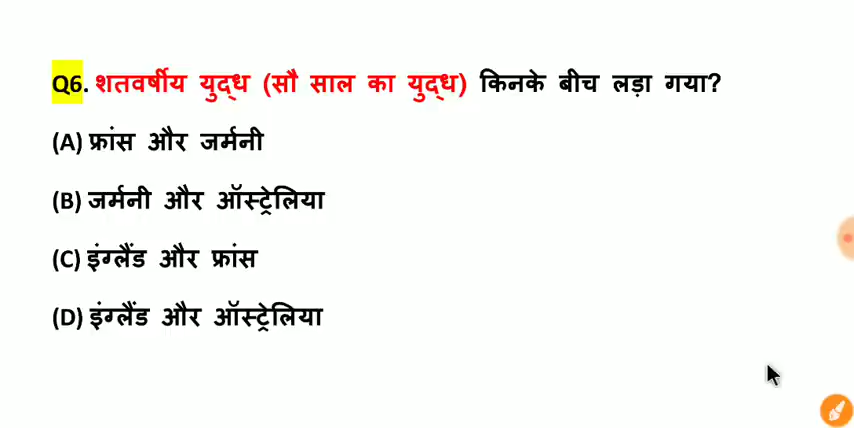 Q6. शतवर्षीय युद्ध (सौ साल का युद्ध) किनके बीच लड़ा गया?
(A) फ्रांस और जर्मनी
(B) जर्मनी और ऑस्ट्रेलिया
(C) इंग्लैंड और फ्रांस
(D) इंग्लैंड और ऑस्ट्रेलिया